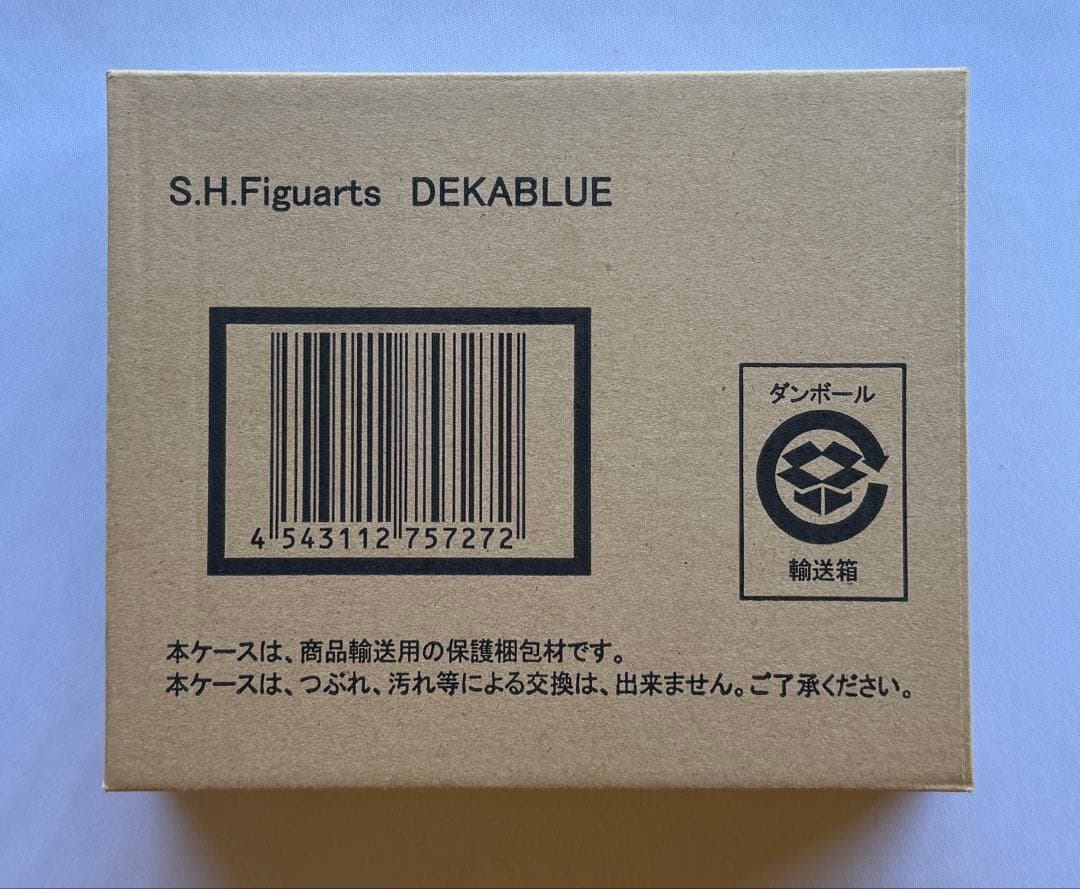 S.H.Figuarts DEKABLUE
4 543112 757272
ダンボール
輸送箱
本ケースは、商品輸送用の保護梱包材です。
本ケースは、つぶれ、汚れ等による交換は、出来ません。ご了承ください。